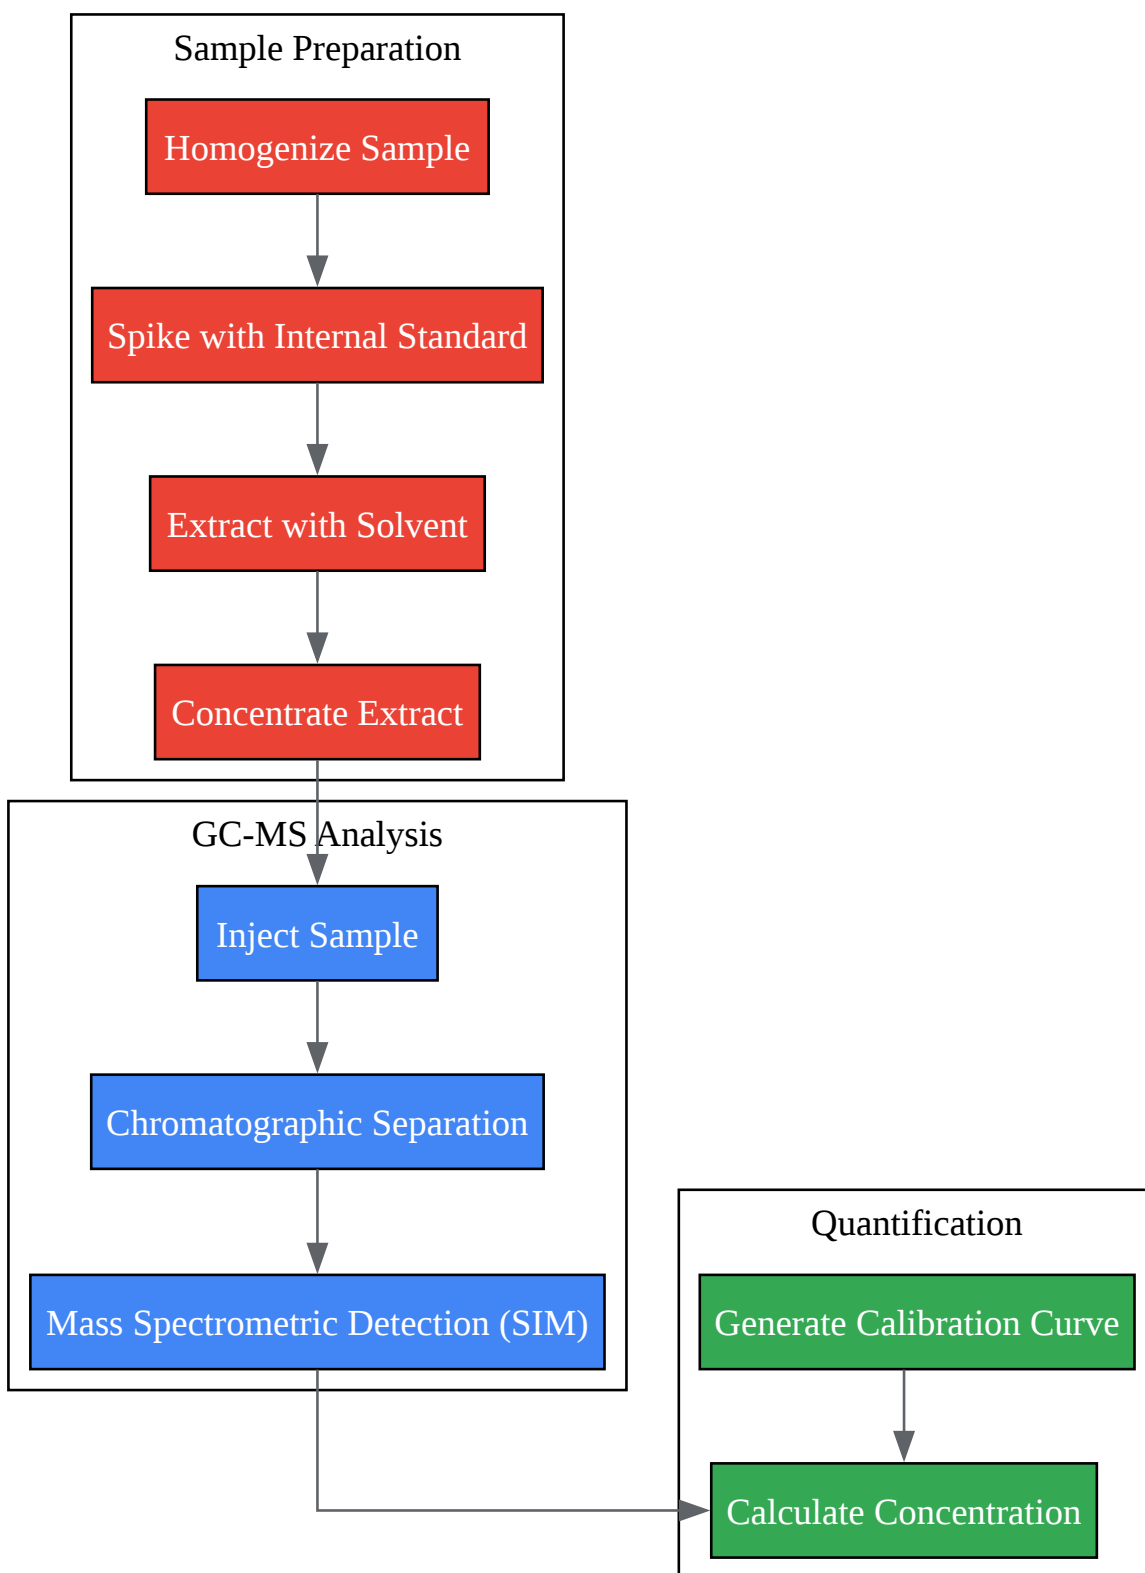 Sample Preparation
Homogenize Sample
Spike with Internal Standard
Extract with Solvent
Concentrate Extract
GC-MS Analysis
Inject Sample
Chromatographic Separation
Mass Spectrometric Detection (SIM)
Quantification
Generate Calibration Curve
Calculate Concentration